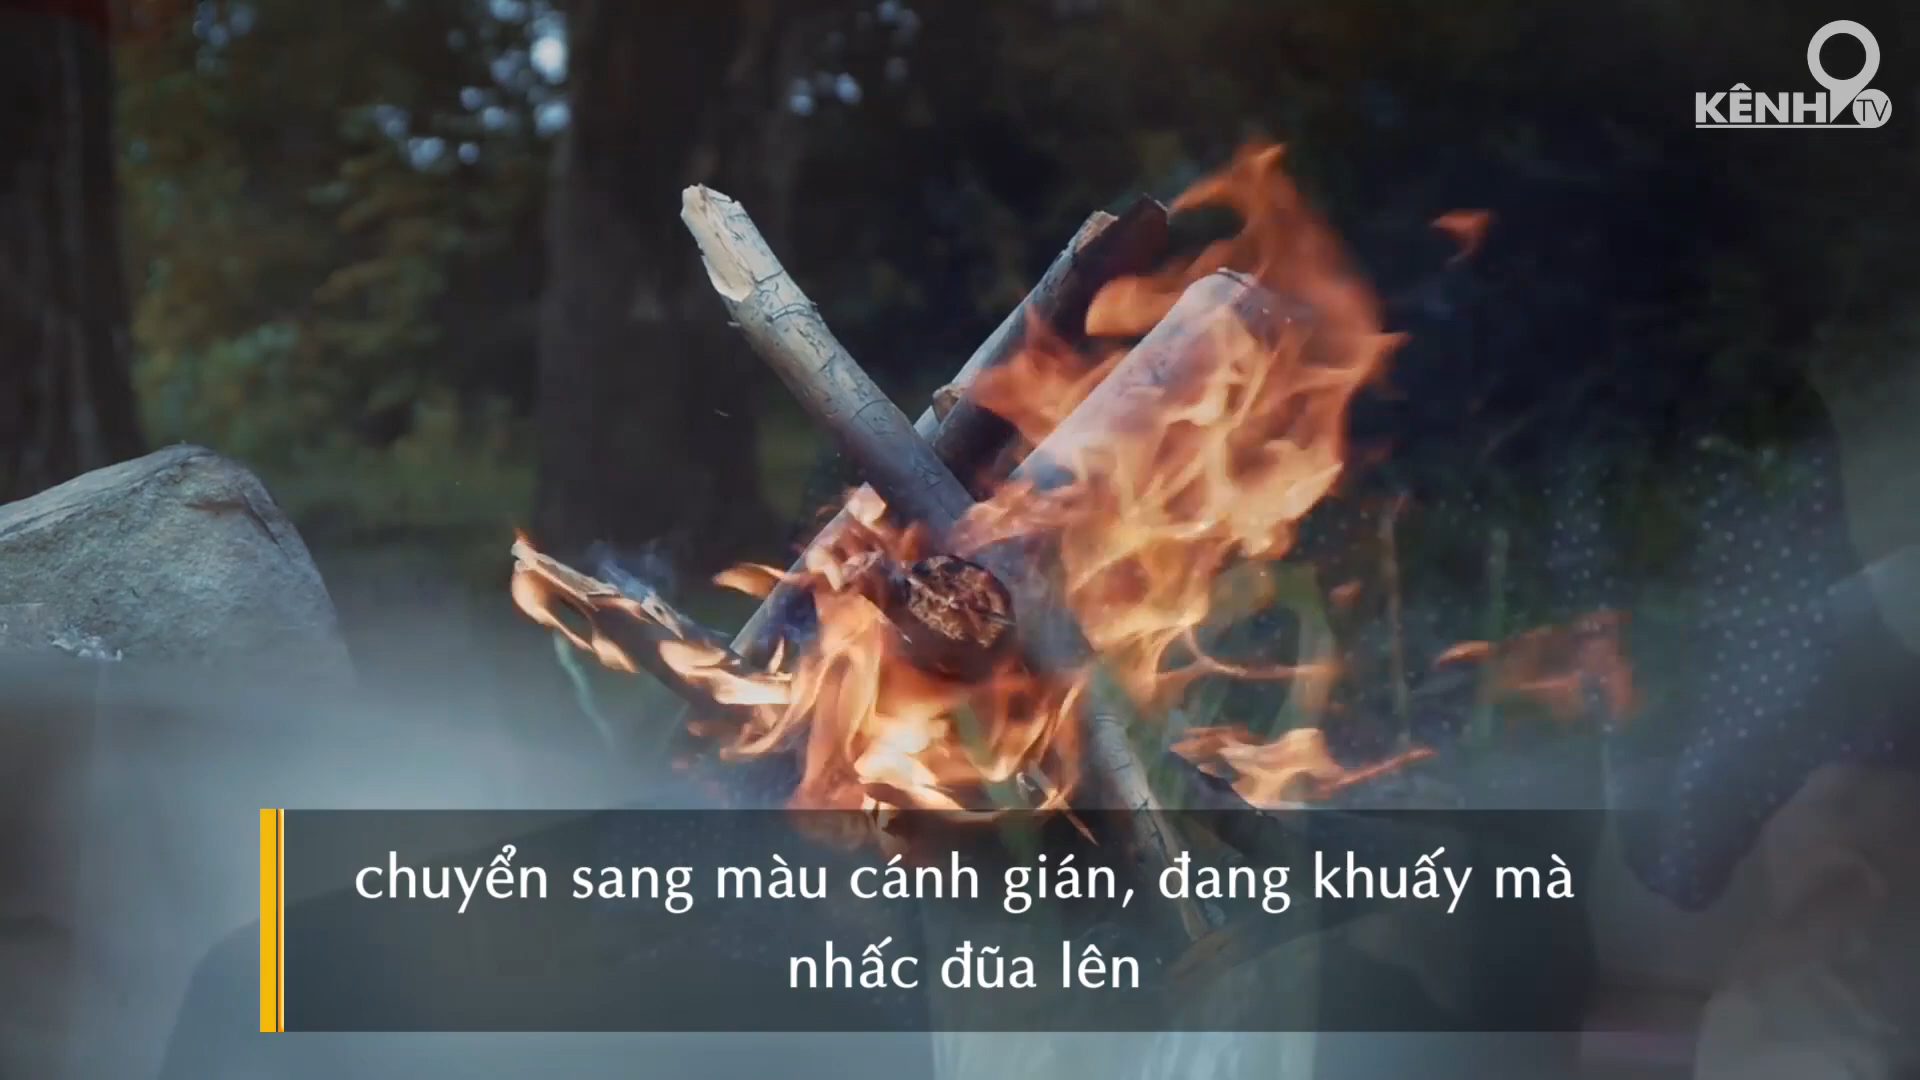 KÊNH 9
TV
chuyển sang màu cánh gián, đang khuấy mà
nhấc đũa lên